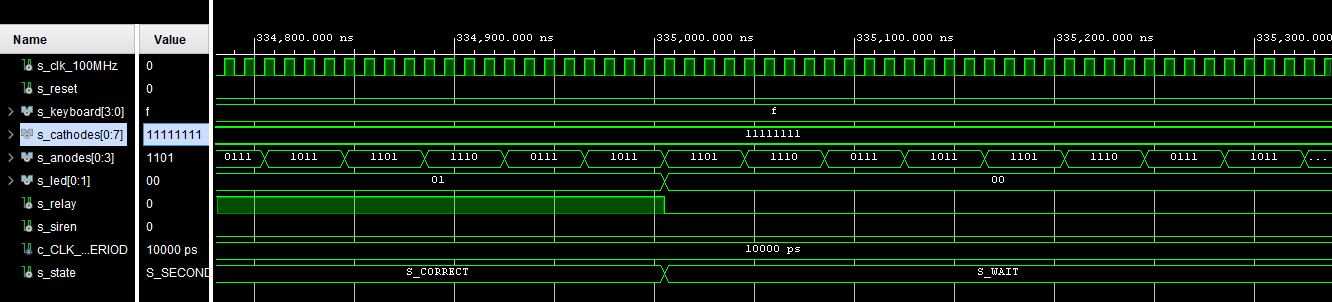 Name Value
334,800.000 ns 334,900.000 ns 335,000.000 ns 335,100.000 ns 335,200.000 ns 335,300.000
s_clk_100MHz 0
s_reset 0
s_keyboard[3:0] f f
s_cathodes[0:7] 11111111 11111111
s_anodes[0:3] 1101 0111 1011 1101 1110 0111 1011 1101 1110 0111 1011 1101 1110 0111 1011 ...
s_led[0:1] 00 01 00
s_relay 0
s_siren 0
c_CLK_...ERIOD 10000 ps 10000 ps
s_state S_SECOND S_CORRECT S_WAIT